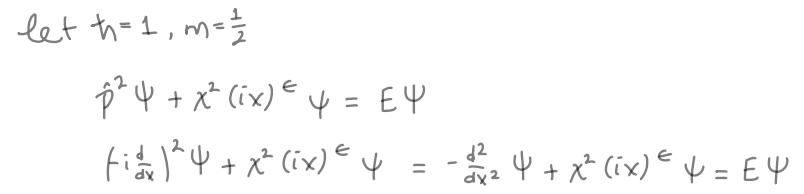 let ħ = 1, m = 1/2
p̂² ψ + x² (ix)^ϵ ψ = E ψ
(-i d/dx)² ψ + x² (ix)^ϵ ψ = - d²/dx² ψ + x² (ix)^ϵ ψ = E ψ